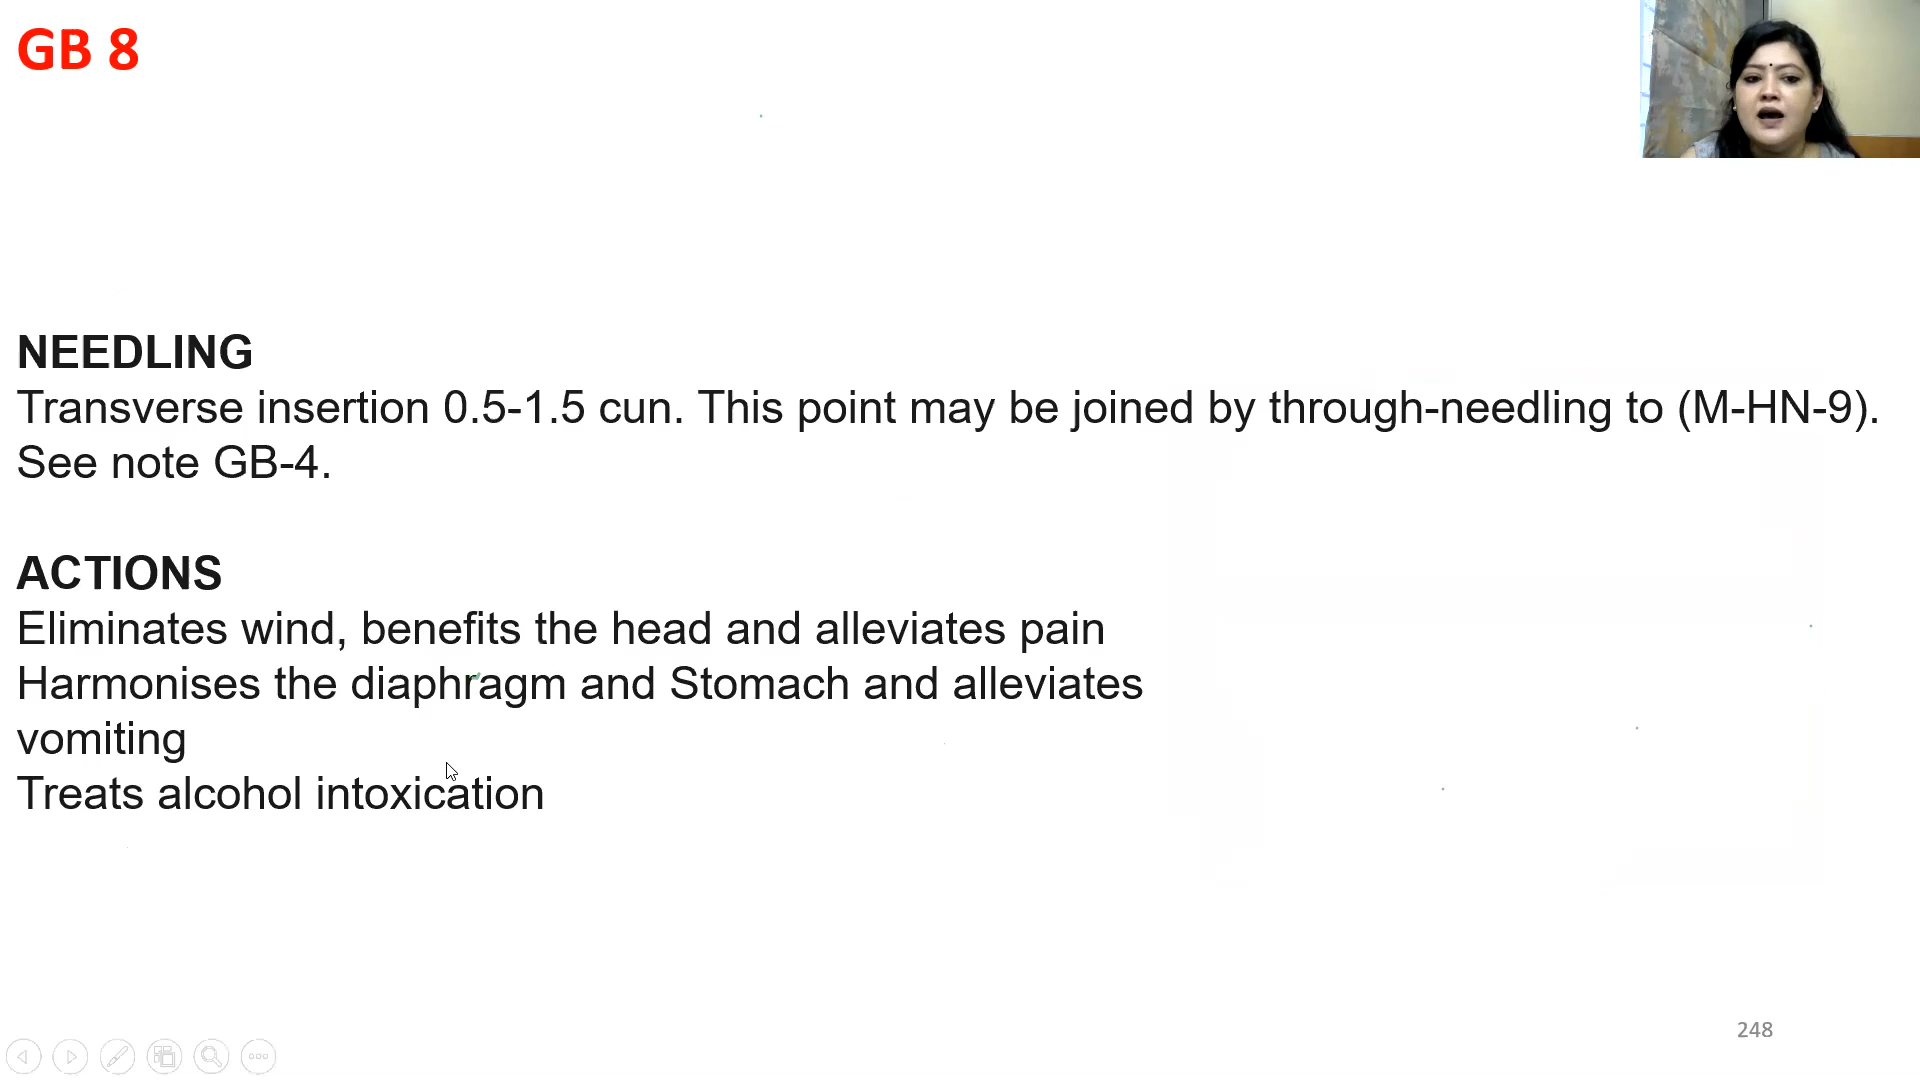 GB 8
NEEDLING
Transverse insertion 0.5-1.5 cun. This point may be joined by through-needling to (M-HN-9).
See note GB-4.
ACTIONS
Eliminates wind, benefits the head and alleviates pain
Harmonises the diaphragm and Stomach and alleviates
vomiting
Treats alcohol intoxication
248